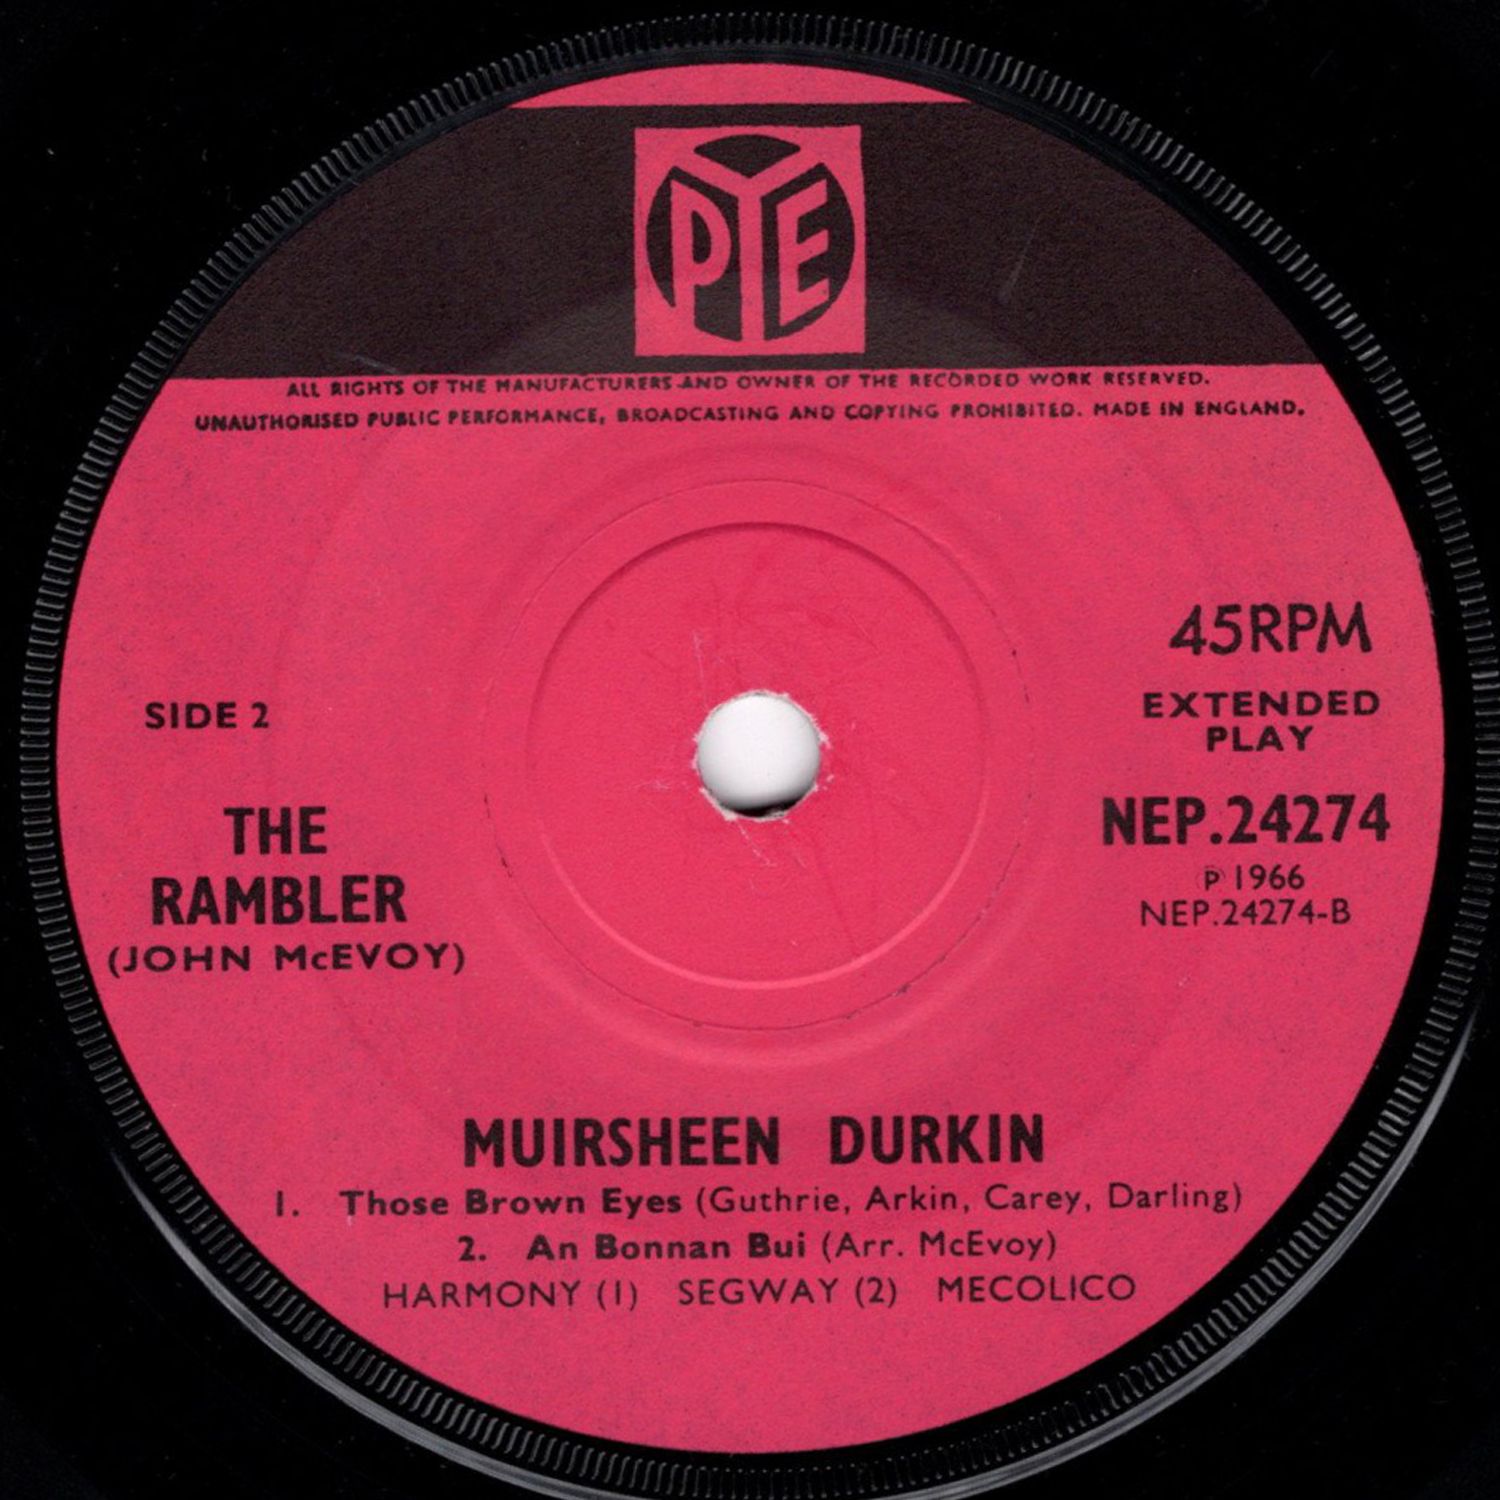 PYE
ALL RIGHTS OF THE MANUFACTURERS AND OWNER OF THE RECORDED WORK RESERVED.
UNAUTHORISED PUBLIC PERFORMANCE, BROADCASTING AND COPYING PROHIBITED. MADE IN ENGLAND.
45RPM
SIDE 2
EXTENDED
PLAY
THE
RAMBLER
(JOHN McEVOY)
NEP.24274
℗ 1966
NEP.24274-B
MUIRSHEEN DURKIN
1. Those Brown Eyes (Guthrie, Arkin, Carey, Darling)
2. An Bonnan Bui (Arr. McEvoy)
HARMONY (1) SEGWAY (2) MECOLICO